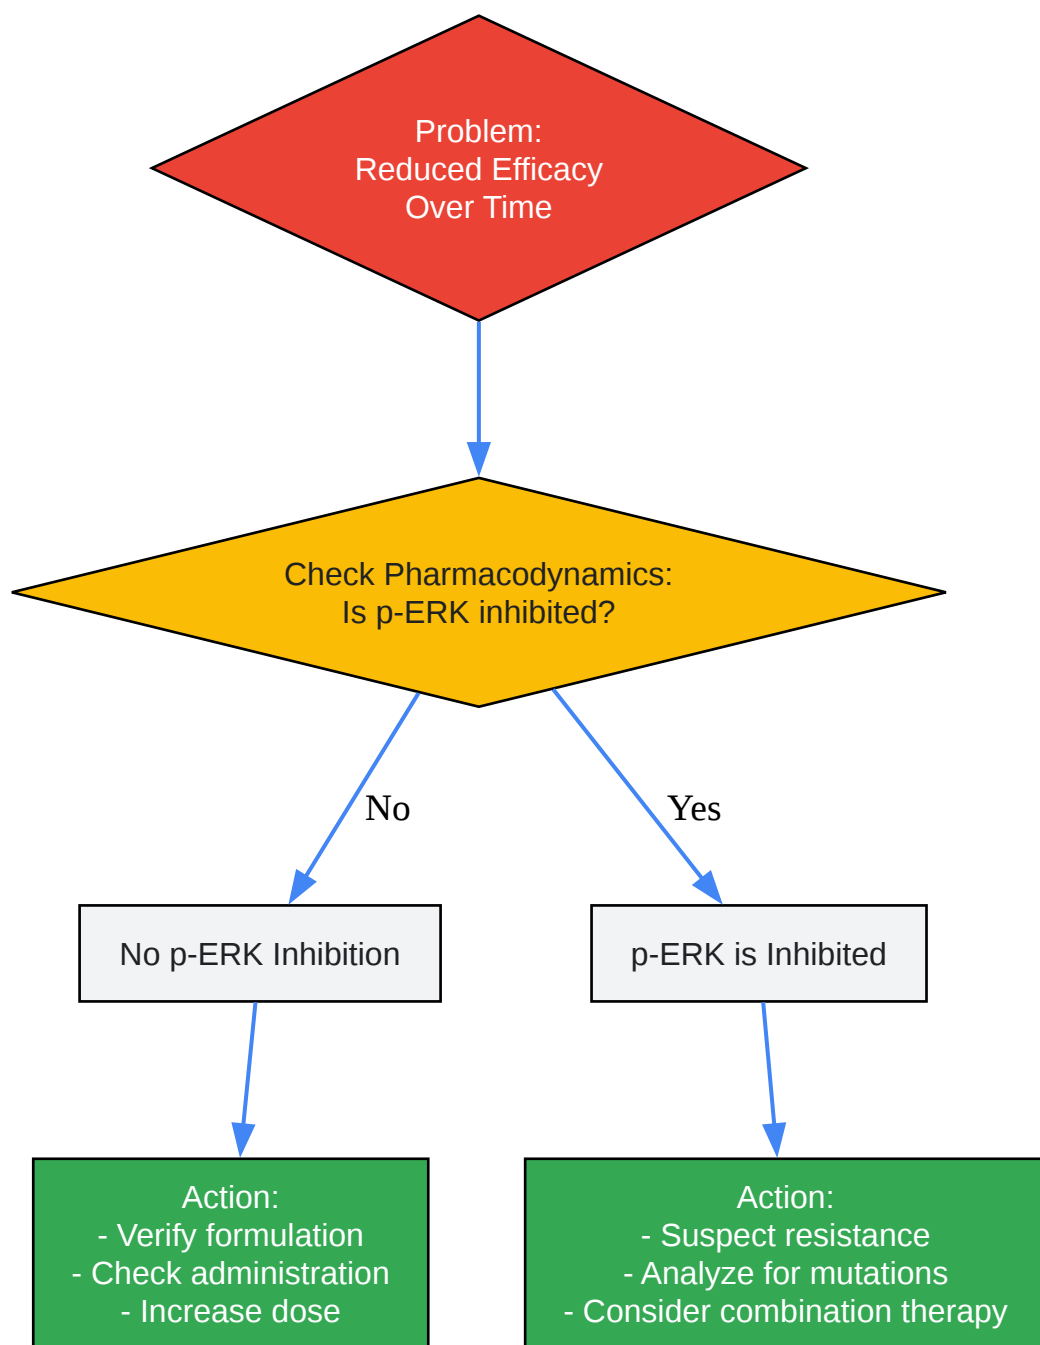 Problem:
Reduced Efficacy
Over Time
Check Pharmacodynamics:
Is p-ERK inhibited?
No
Yes
No p-ERK Inhibition
p-ERK is Inhibited
Action:
- Verify formulation
- Check administration
- Increase dose
Action:
- Suspect resistance
- Analyze for mutations
- Consider combination therapy